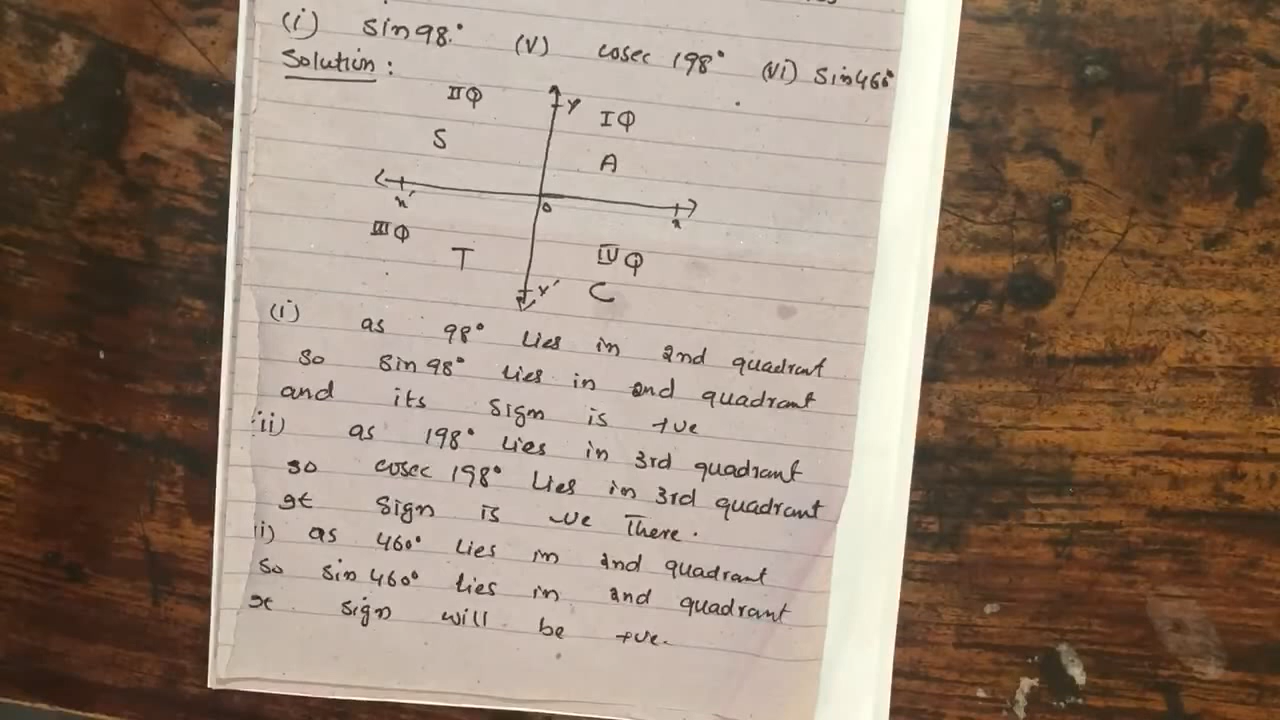 (i) sin 98° (V) cosec 198° (Vi) sin 460°
Solution :
II Q
Y
I Q
S
A
x'
o
x
III Q
T
IV Q
Y'
C
(i) as 98° lies in 2nd quadrant
so sin 98° lies in 2nd quadrant
and its sign is +ve
ii) as 198° lies in 3rd quadrant
so cosec 198° lies in 3rd quadrant
It sign is -ve There.
i) as 460° lies in 2nd quadrant
so sin 460° lies in 2nd quadrant
It sign will be +ve.